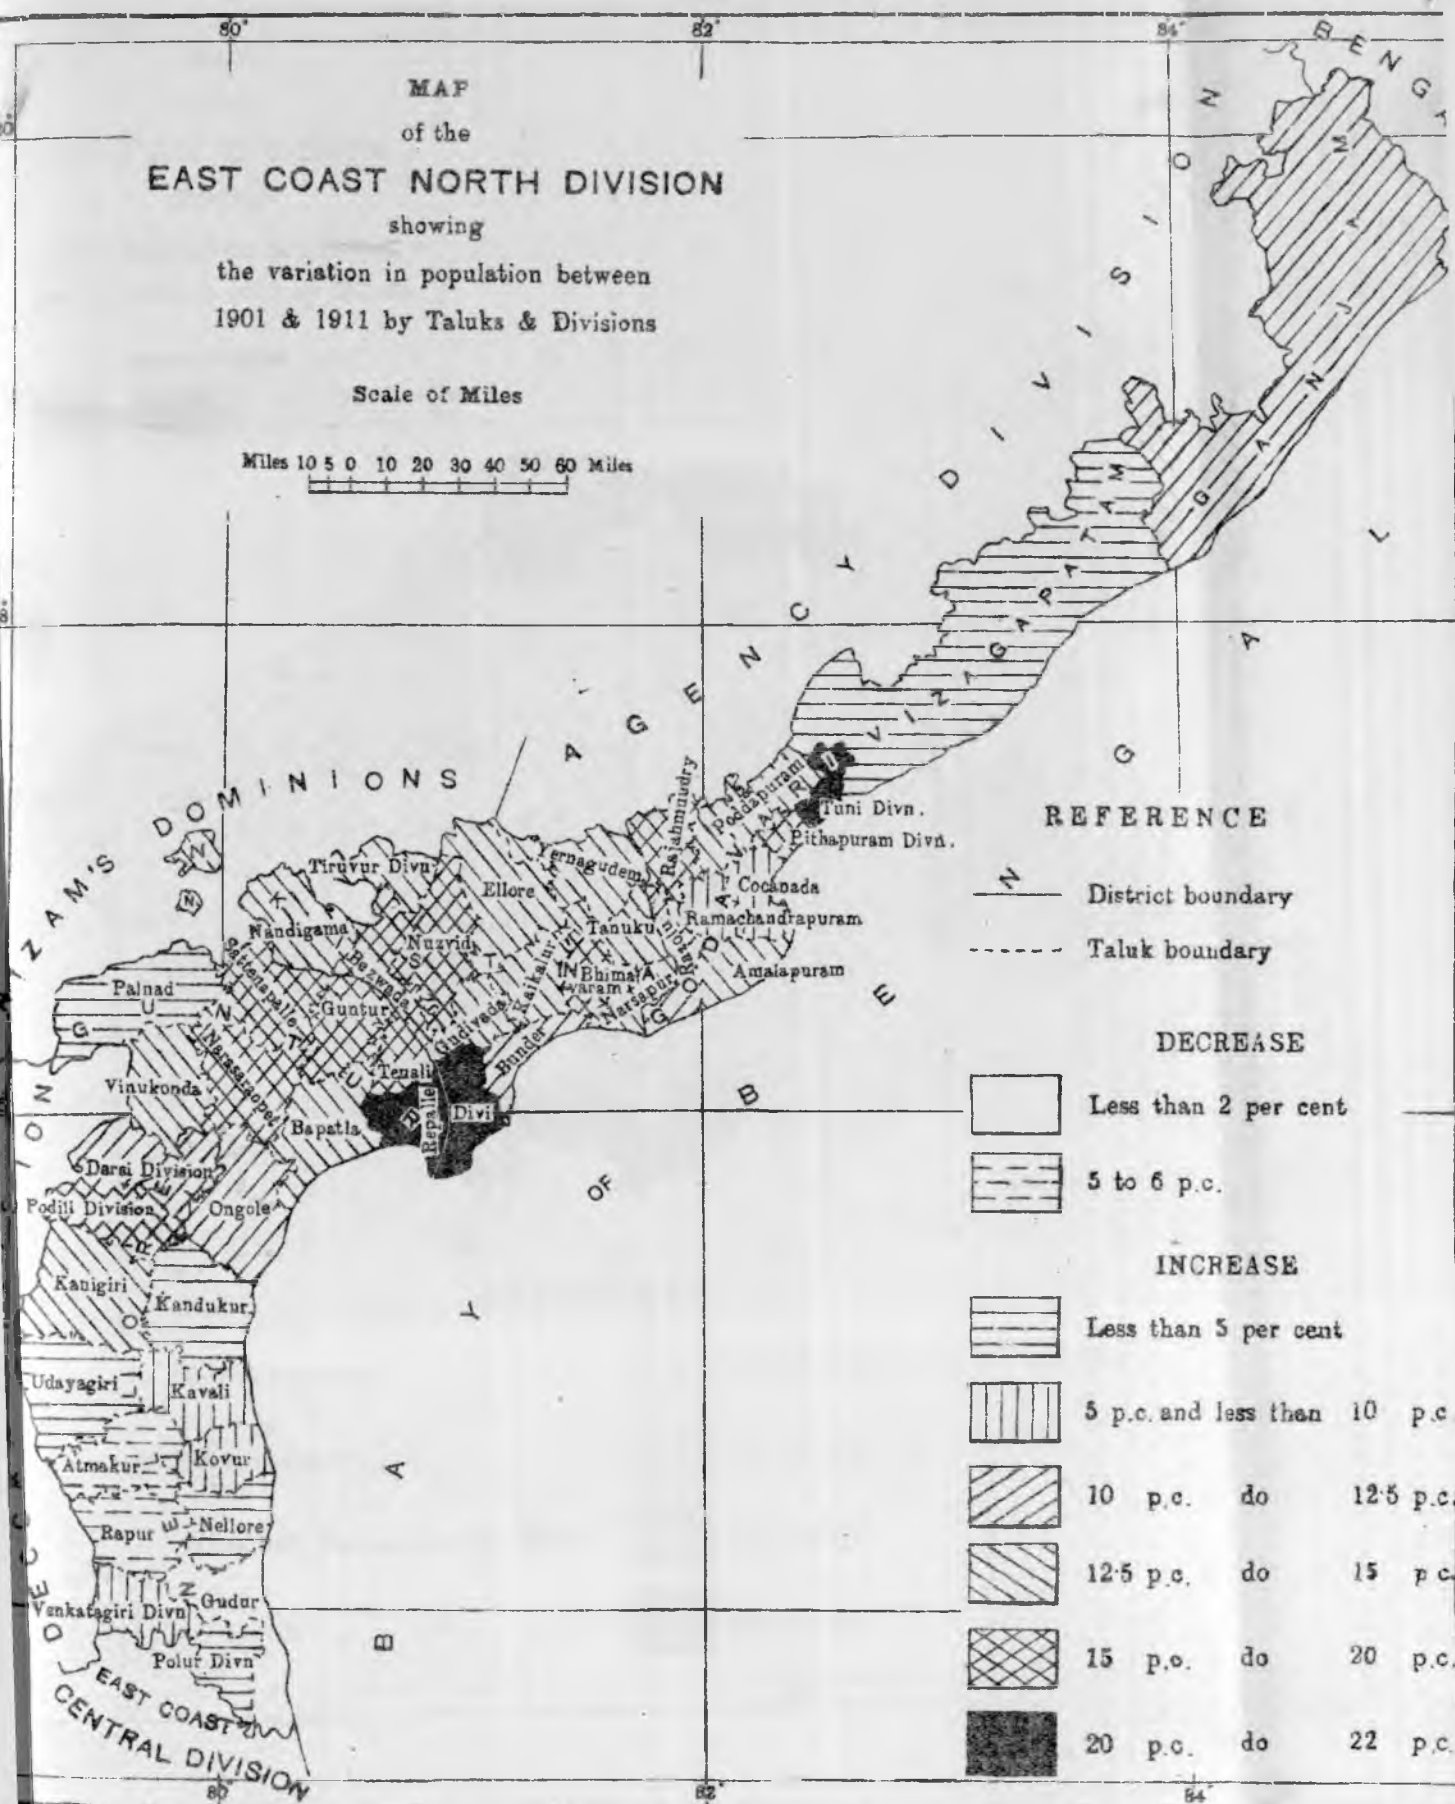 80°
82°
84°
MAP
of the
EAST COAST NORTH DIVISION
showing
the variation in population between
1901 & 1911 by Taluks & Divisions
Scale of Miles
Miles 10 5 0 10 20 30 40 50 60 Miles
BENGA
AGENCY DIVISION
GANJAM
VIZAGAPATAM
NIZAM'S DOMINIONS
N
N
Tiruvur Divn
Ellore
Yernagudem
Rajahmundry
Peddapuram
Tuni Divn.
Pithapuram Divn.
Cocanada
Ramachandrapuram
Amalapuram
Nandigama
Nuzvid
Tanuku
Razolu
Bezwada
Kaikalur
Bhimavaram
Narsapur
GODAVARI
KISTNA
Palnad
Sattenapalle
Guntur
Gudivada
Bunder
GUNTUR
Vinukonda
Narasaraopet
Tenali
Bapatla
Repalle
Divi
Darsi Division
Podili Division
Ongole
Kanigiri
Kandukur
Udayagiri
Kavali
Atmakur
Kovur
Rapur
Nellore
Venkatagiri Divn
Gudur
Polur Divn
NELLORE
DECCAN
EAST COAST
CENTRAL DIVISION
BAY OF BENGAL
REFERENCE
District boundary
Taluk boundary
DECREASE
Less than 2 per cent
5 to 6 p.c.
INCREASE
Less than 5 per cent
5 p.c. and less than 10 p.c
10 p.c. do 12·5 p.c.
12·5 p.c. do 15 p c.
15 p.c. do 20 p.c.
20 p.c. do 22 p.c.
80°
82°
84°